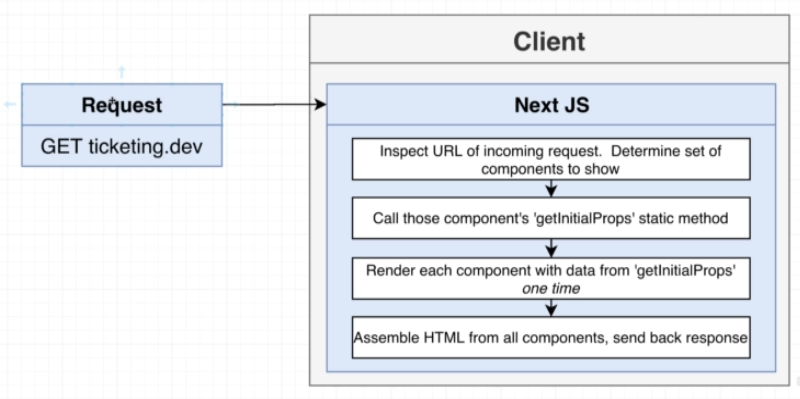 Client
Request
GET ticketing.dev
Next JS
Inspect URL of incoming request. Determine set of
components to show
Call those component's 'getInitialProps' static method
Render each component with data from 'getInitialProps'
one time
Assemble HTML from all components, send back response